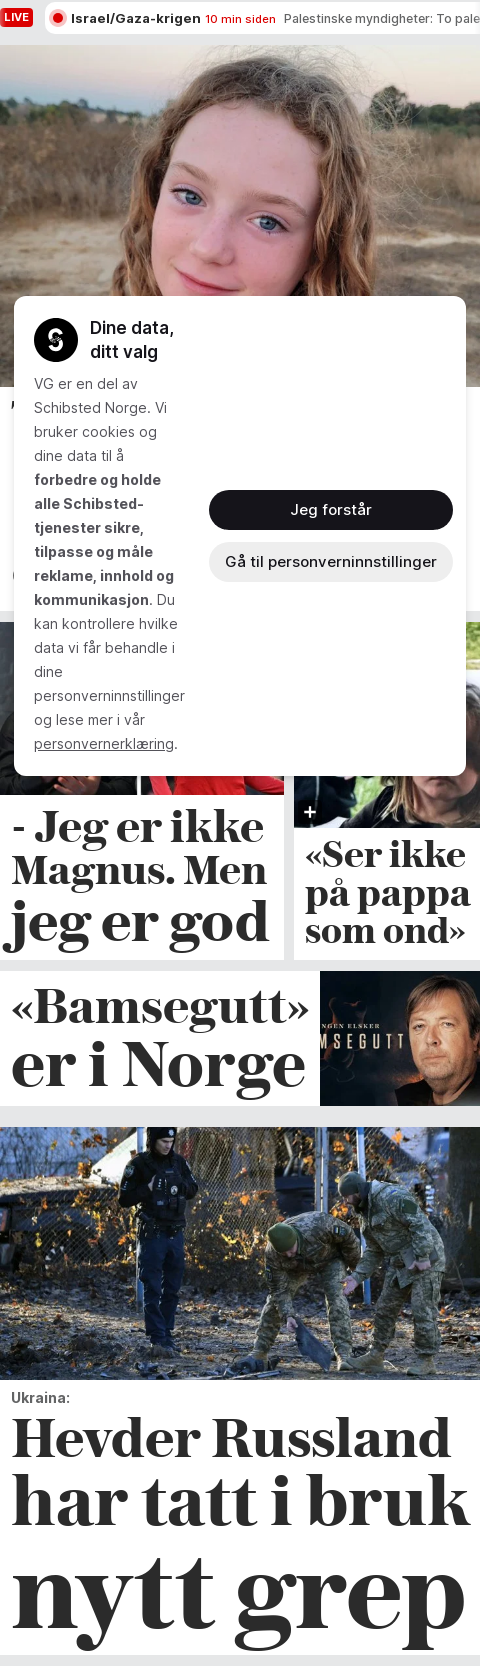 LIVE
Israel/Gaza-krigen 10 min siden Palestinske myndigheter: To pale
Dine data,
ditt valg
VG er en del av
Schibsted Norge. Vi
bruker cookies og
dine data til å
forbedre og holde
alle Schibsted-
tjenester sikre,
tilpasse og måle
reklame, innhold og
kommunikasjon. Du
kan kontrollere hvilke
data vi får behandle i
dine
personverninnstillinger
og lese mer i vår
personvernerklæring.
Jeg forstår
Gå til personverninnstillinger
- Jeg er ikke
Magnus. Men
jeg er god
+
«Ser ikke
på pappa
som ond»
«Bamsegutt»
er i Norge
NGEN ELSKER
MSEGUTT
Ukraina:
Hevder Russland
har tatt i bruk
nytt grep